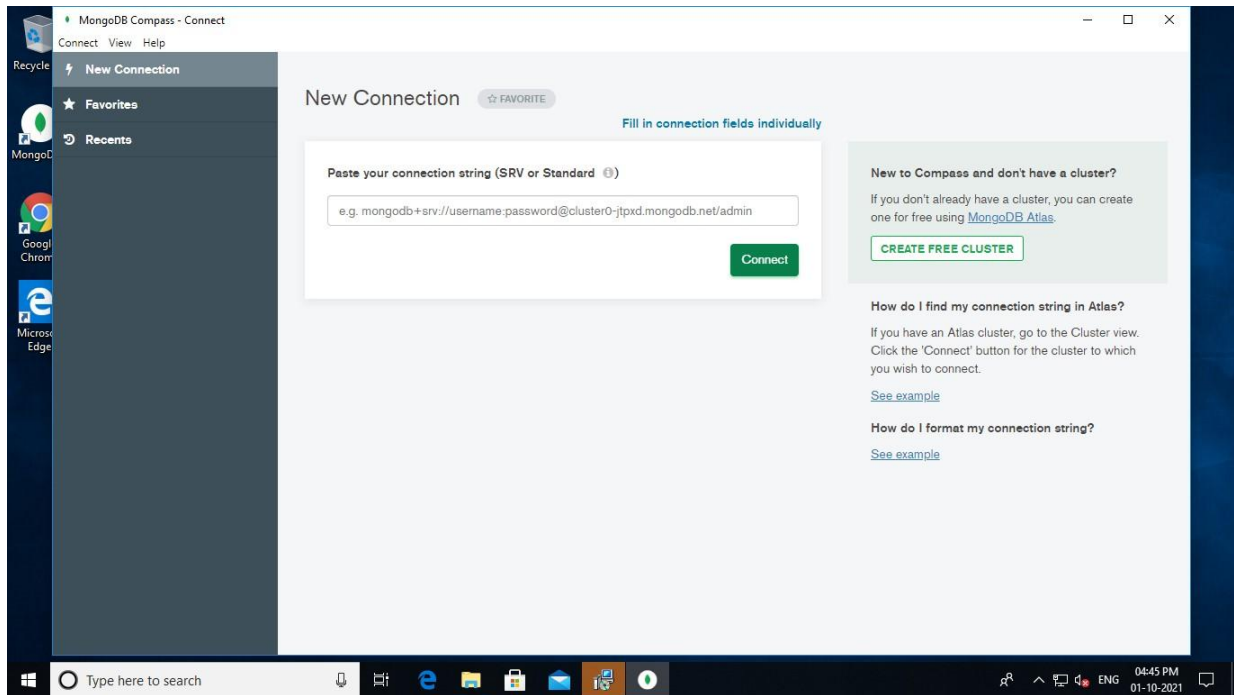 MongoDB Compass - Connect
Connect View Help
Recycle
MongoD
Googl
Chrom
Microso
Edge
New Connection
Favorites
Recents
New Connection
FAVORITE
Fill in connection fields individually
Paste your connection string (SRV or Standard )
e.g. mongodb+srv://username:password@cluster0-jtpxd.mongodb.net/admin
Connect
New to Compass and don't have a cluster?
If you don't already have a cluster, you can create
one for free using MongoDB Atlas.
CREATE FREE CLUSTER
How do I find my connection string in Atlas?
If you have an Atlas cluster, go to the Cluster view.
Click the 'Connect' button for the cluster to which
you wish to connect.
See example
How do I format my connection string?
See example
Type here to search
ENG
04:45 PM
01-10-2021